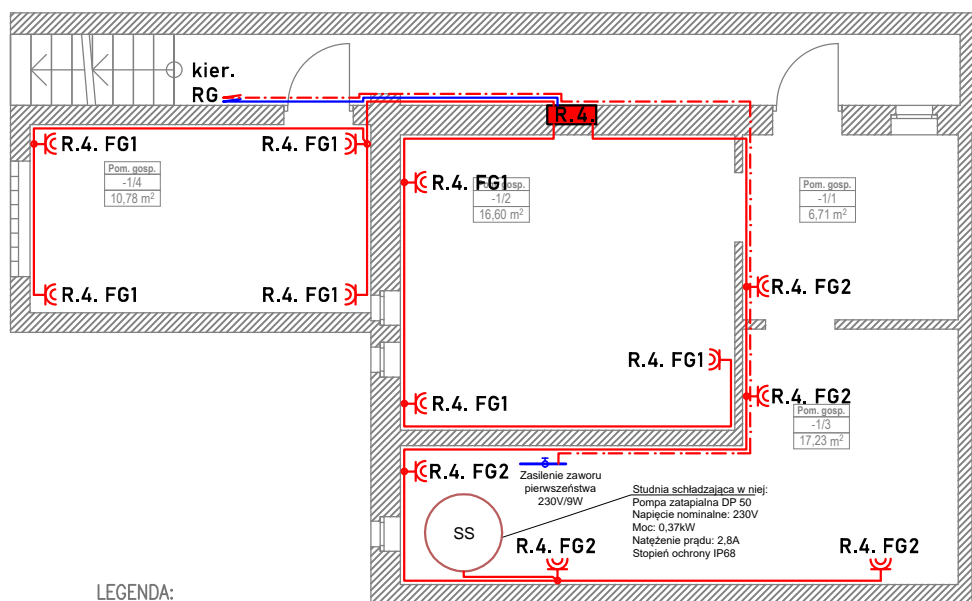 kier.
RG
R.4.
R.4. FG1
R.4. FG1
Pom. gosp.
-1/4
10,78 m²
R.4. FG1
Pom. gosp.
-1/2
16,60 m²
Pom. gosp.
-1/1
6,71 m²
R.4. FG1
R.4. FG1
R.4. FG2
R.4. FG1
R.4. FG1
R.4. FG2
Pom. gosp.
-1/3
17,23 m²
R.4. FG2
Zasilenie zaworu
pierwszeństwa
230V/9W
Studnia schładzająca w niej:
Pompa zatapialna DP 50
Napięcie nominalne: 230V
Moc: 0,37kW
Natężenie prądu: 2,8A
Stopień ochrony IP68
SS
R.4. FG2
R.4. FG2
LEGENDA: